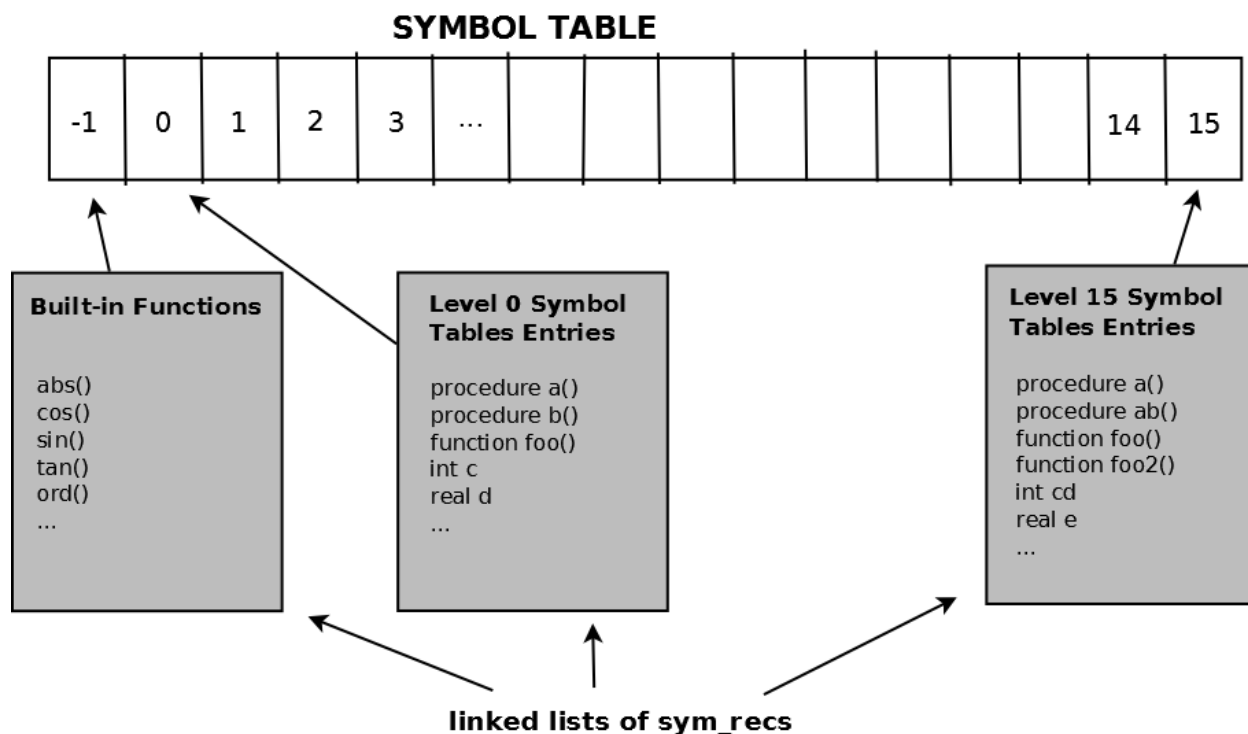 SYMBOL TABLE
-1 0 1 2 3 ... 14 15
Built-in Functions
abs()
cos()
sin()
tan()
ord()
...
Level 0 Symbol
Tables Entries
procedure a()
procedure b()
function foo()
int c
real d
...
Level 15 Symbol
Tables Entries
procedure a()
procedure ab()
function foo()
function foo2()
int cd
real e
...
linked lists of sym_recs